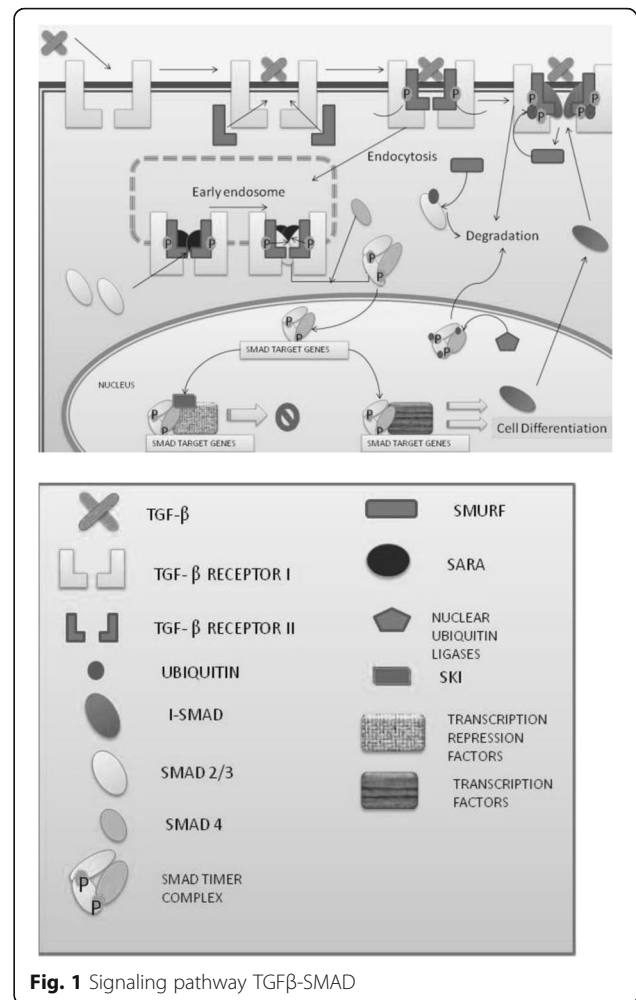 P P
P P
P P
Endocytosis
Early endosome
P P
P P
Degradation
P
P
P
P
P
P
SMAD TARGET GENES
NUCLEUS
P
P
P
P
SMAD TARGET GENES
SMAD TARGET GENES
Cell Differentiation
TGF-β
TGF- β RECEPTOR I
TGF- β RECEPTOR II
UBIQUITIN
I-SMAD
SMAD 2/3
SMAD 4
P
P
SMAD TIMER
COMPLEX
SMURF
SARA
NUCLEAR
UBIQUITIN
LIGASES
SKI
TRANSCRIPTION
REPRESSION
FACTORS
TRANSCRIPTION
FACTORS
Fig. 1 Signaling pathway TGFβ-SMAD